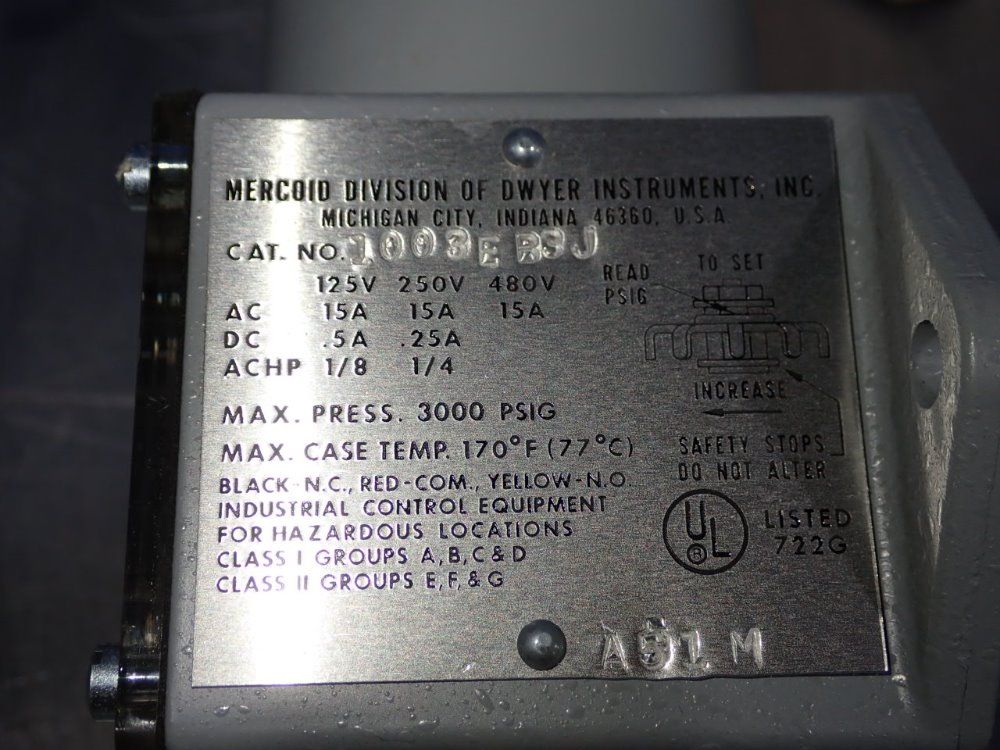 MERCOID DIVISION OF DWYER INSTRUMENTS, INC.
MICHIGAN CITY, INDIANA 46360, U.S.A.
CAT. NO. 1003E
125V 250V 480V
AC 15A 15A 15A
DC .5A .25A
ACHP 1/8 1/4
READ PSIG
TO SET
INCREASE
MAX. PRESS. 3000 PSIG
MAX. CASE TEMP. 170°F (77°C)
SAFETY STOPS
DO NOT ALTER
BLACK-N.C., RED-COM., YELLOW-N.O.
INDUSTRIAL CONTROL EQUIPMENT
FOR HAZARDOUS LOCATIONS
CLASS I GROUPS A, B, C & D
CLASS II GROUPS E, F, & G
UL ®
LISTED
722G